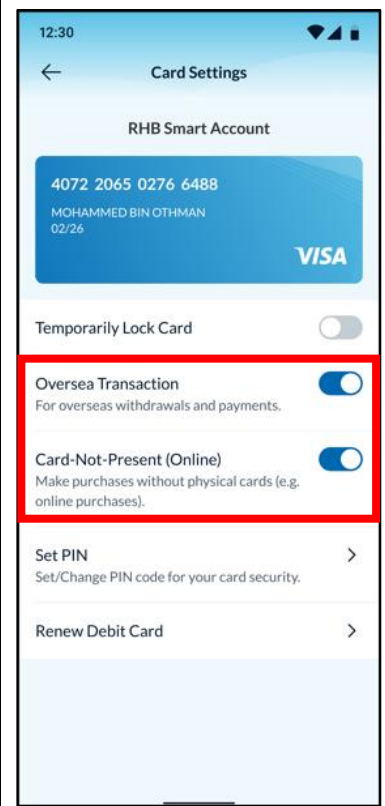 12:30
Card Settings
RHB Smart Account
4072 2065 0276 6488
MOHAMMED BIN OTHMAN
02/26
VISA
Temporarily Lock Card
Oversea Transaction
For overseas withdrawals and payments.
Card-Not-Present (Online)
Make purchases without physical cards (e.g.
online purchases).
Set PIN
Set/Change PIN code for your card security.
Renew Debit Card